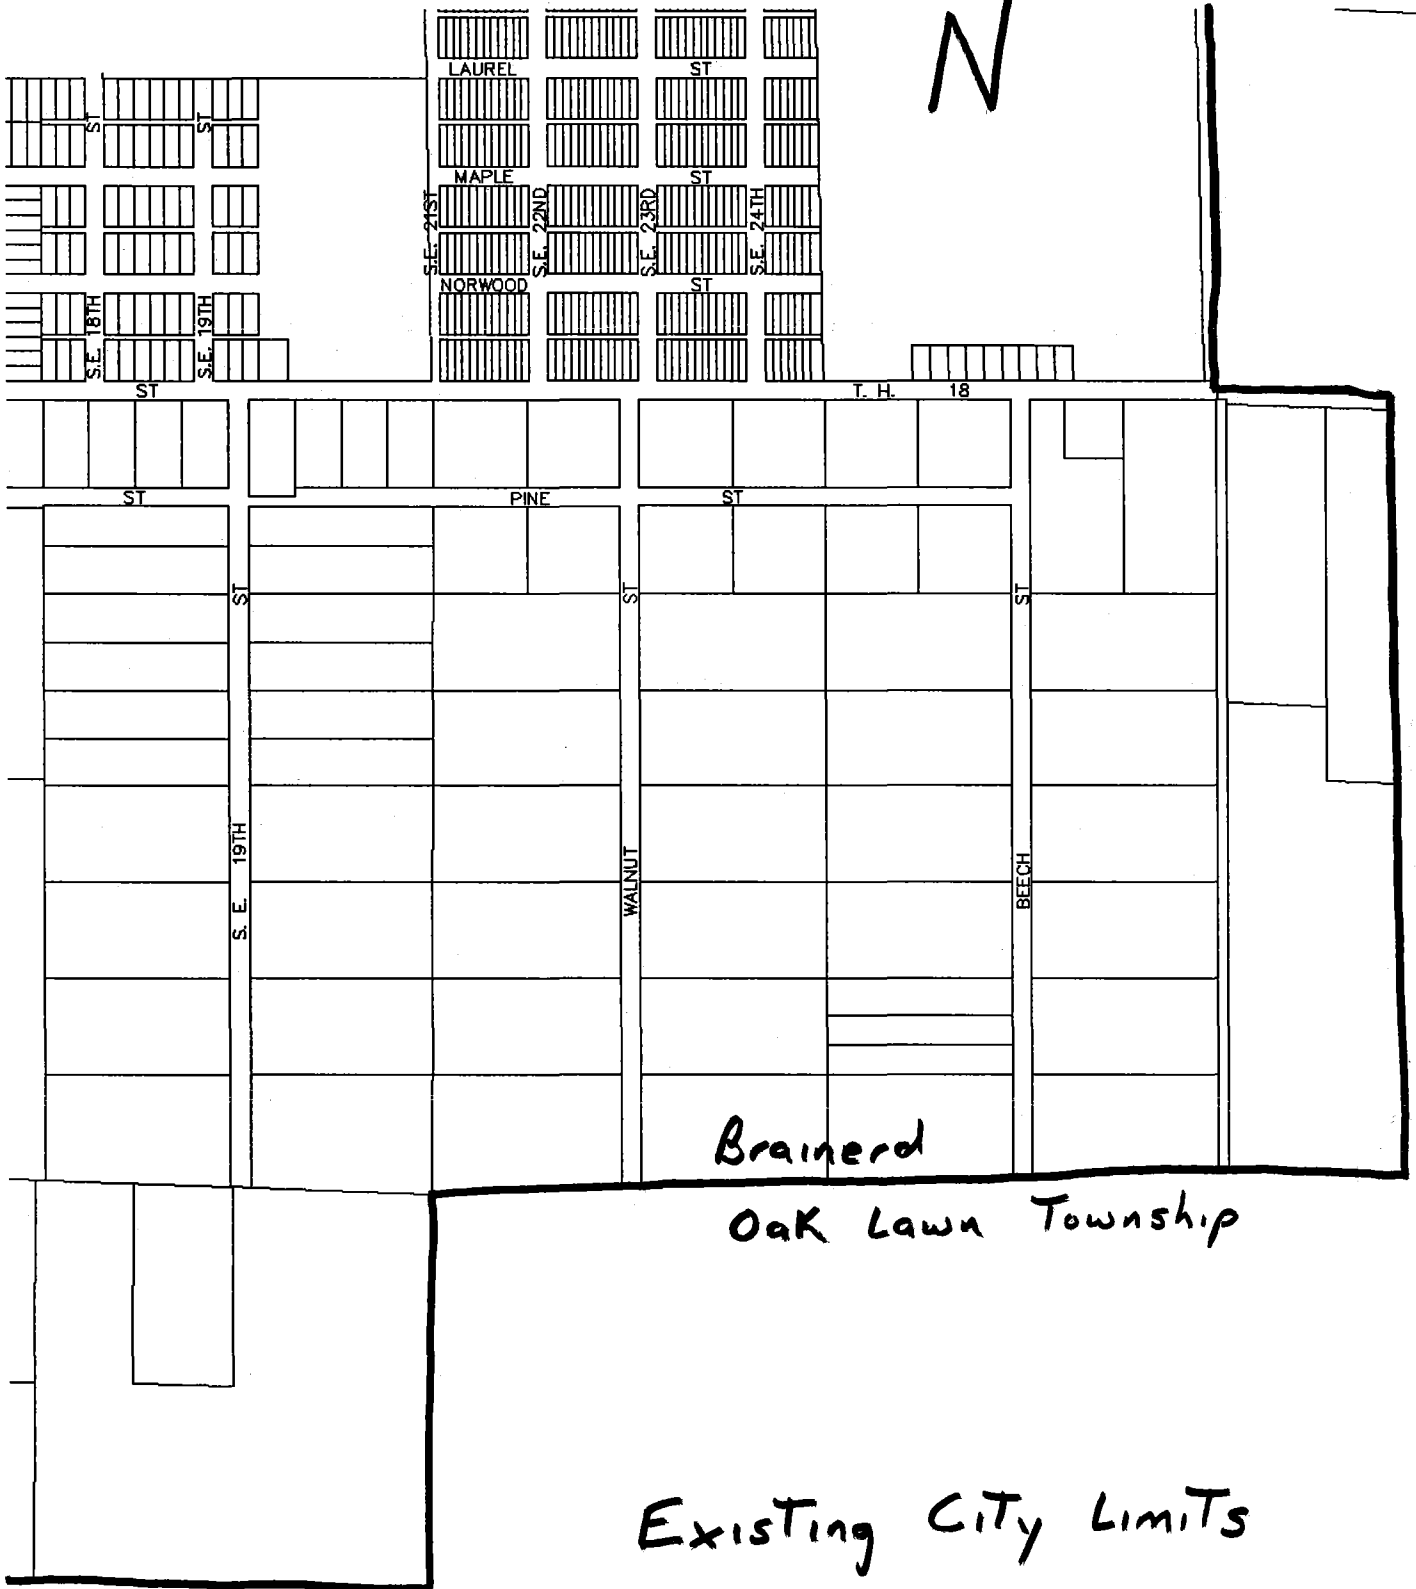 N
LAUREL ST
ST
ST
MAPLE ST
S.E. 21ST
S.E. 22ND
S.E. 23RD
S.E. 24TH
NORWOOD ST
S.E. 18TH
S.E. 19TH
ST
T. H. 18
ST
PINE ST
ST
ST
ST
S. E. 19TH
WALNUT
BEECH
Brainerd
Oak Lawn Township
Existing City Limits